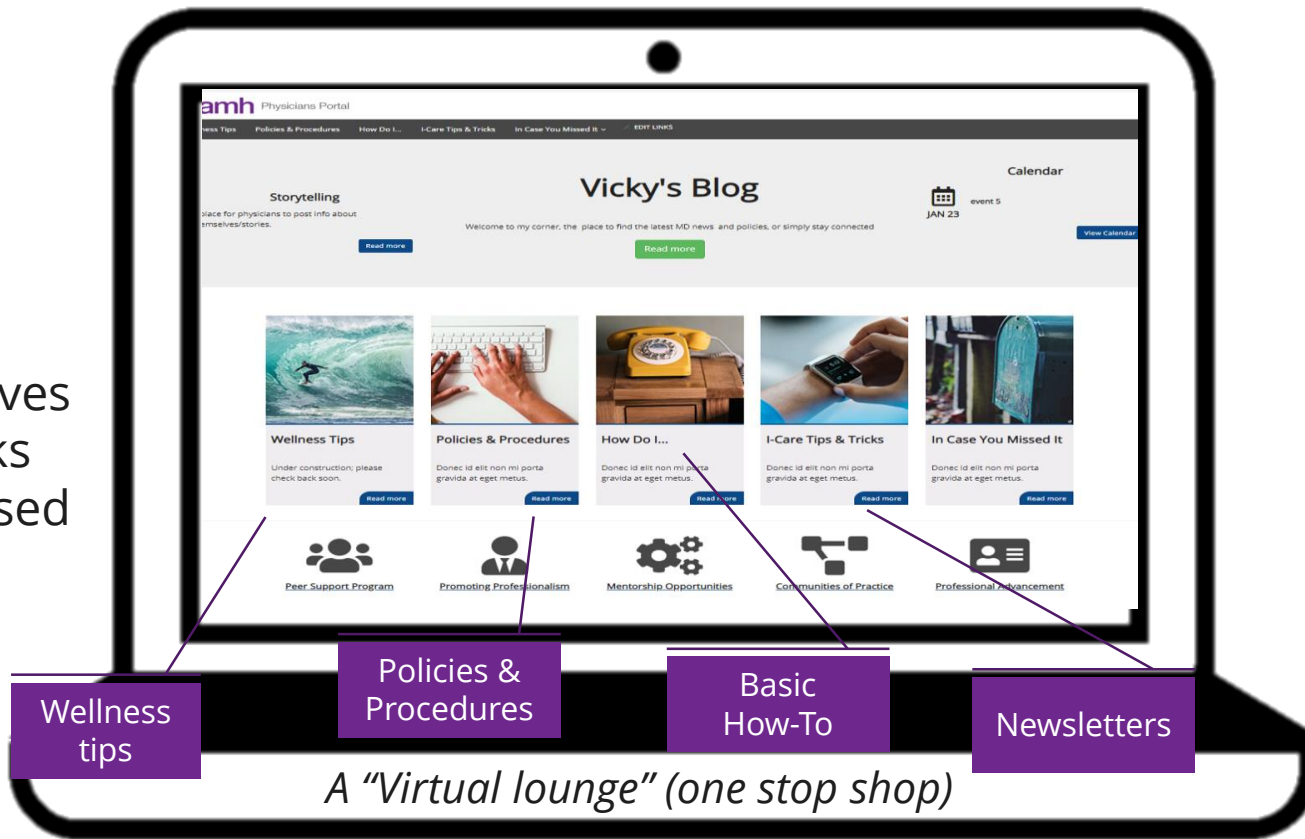 amh Physicians Portal
ness Tips Policies & Procedures How Do I... I-Care Tips & Tricks In Case You Missed It EDIT LINKS
Storytelling
place for physicians to post info about
emselves/stories.
Read more
Vicky's Blog
Welcome to my corner, the place to find the latest MD news and policies, or simply stay connected
Read more
Calendar
JAN 23
event 5
View Calendar
ves
ks
sed
Wellness Tips
Under construction; please
check back soon.
Read more
Policies & Procedures
Donec id elit non mi porta
gravida at eget metus.
Read more
How Do I...
Donec id elit non mi porta
gravida at eget metus.
Read more
I-Care Tips & Tricks
Donec id elit non mi porta
gravida at eget metus.
Read more
In Case You Missed It
Donec id elit non mi porta
gravida at eget metus.
Read more
Peer Support Program
Promoting Professionalism
Mentorship Opportunities
Communities of Practice
Professional Advancement
Wellness
tips
Policies &
Procedures
Basic
How-To
Newsletters
A “Virtual lounge” (one stop shop)